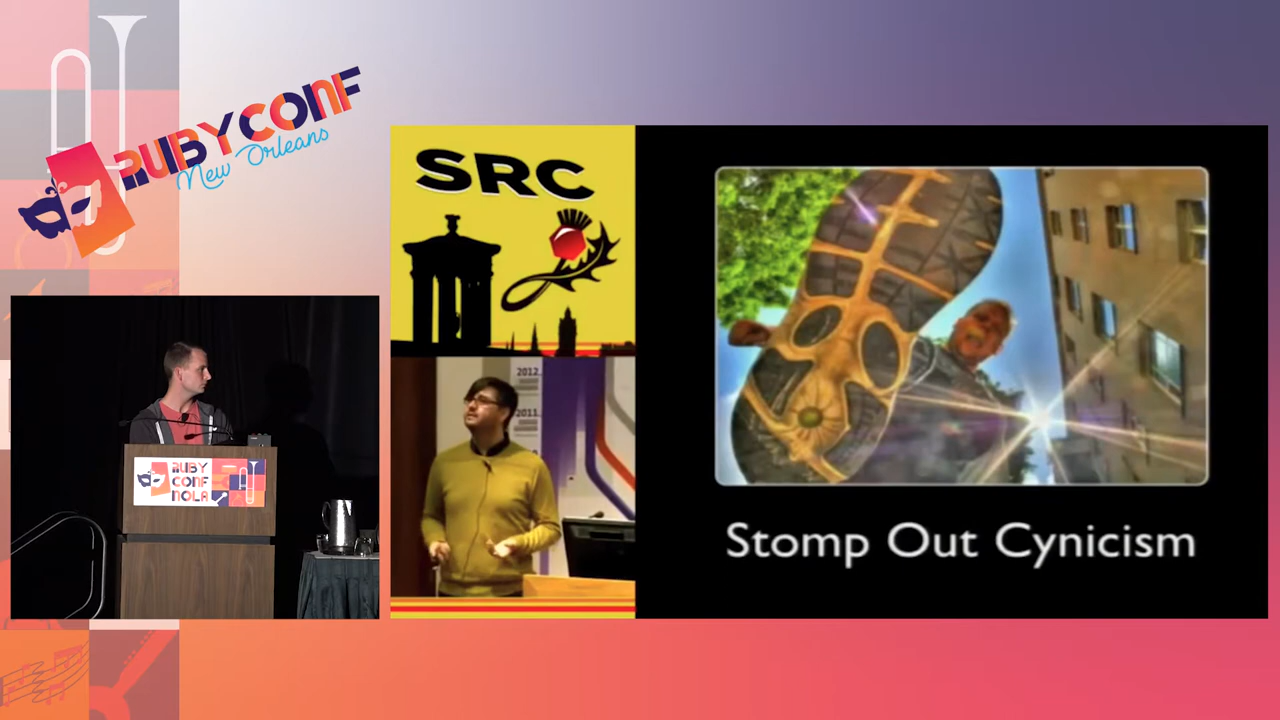 RUBYCONF
New Orleans
RUBY
CONF
NOLA
SRC
2012
2011
Stomp Out Cynicism